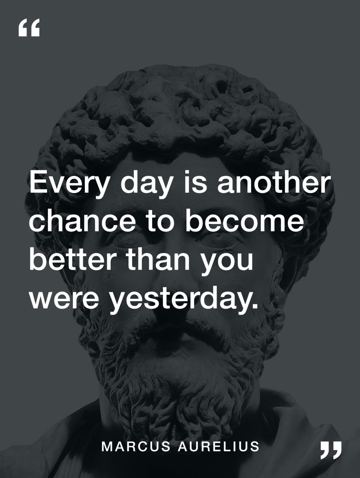 “
Every day is another
chance to become
better than you
were yesterday.
MARCUS AURELIUS
”